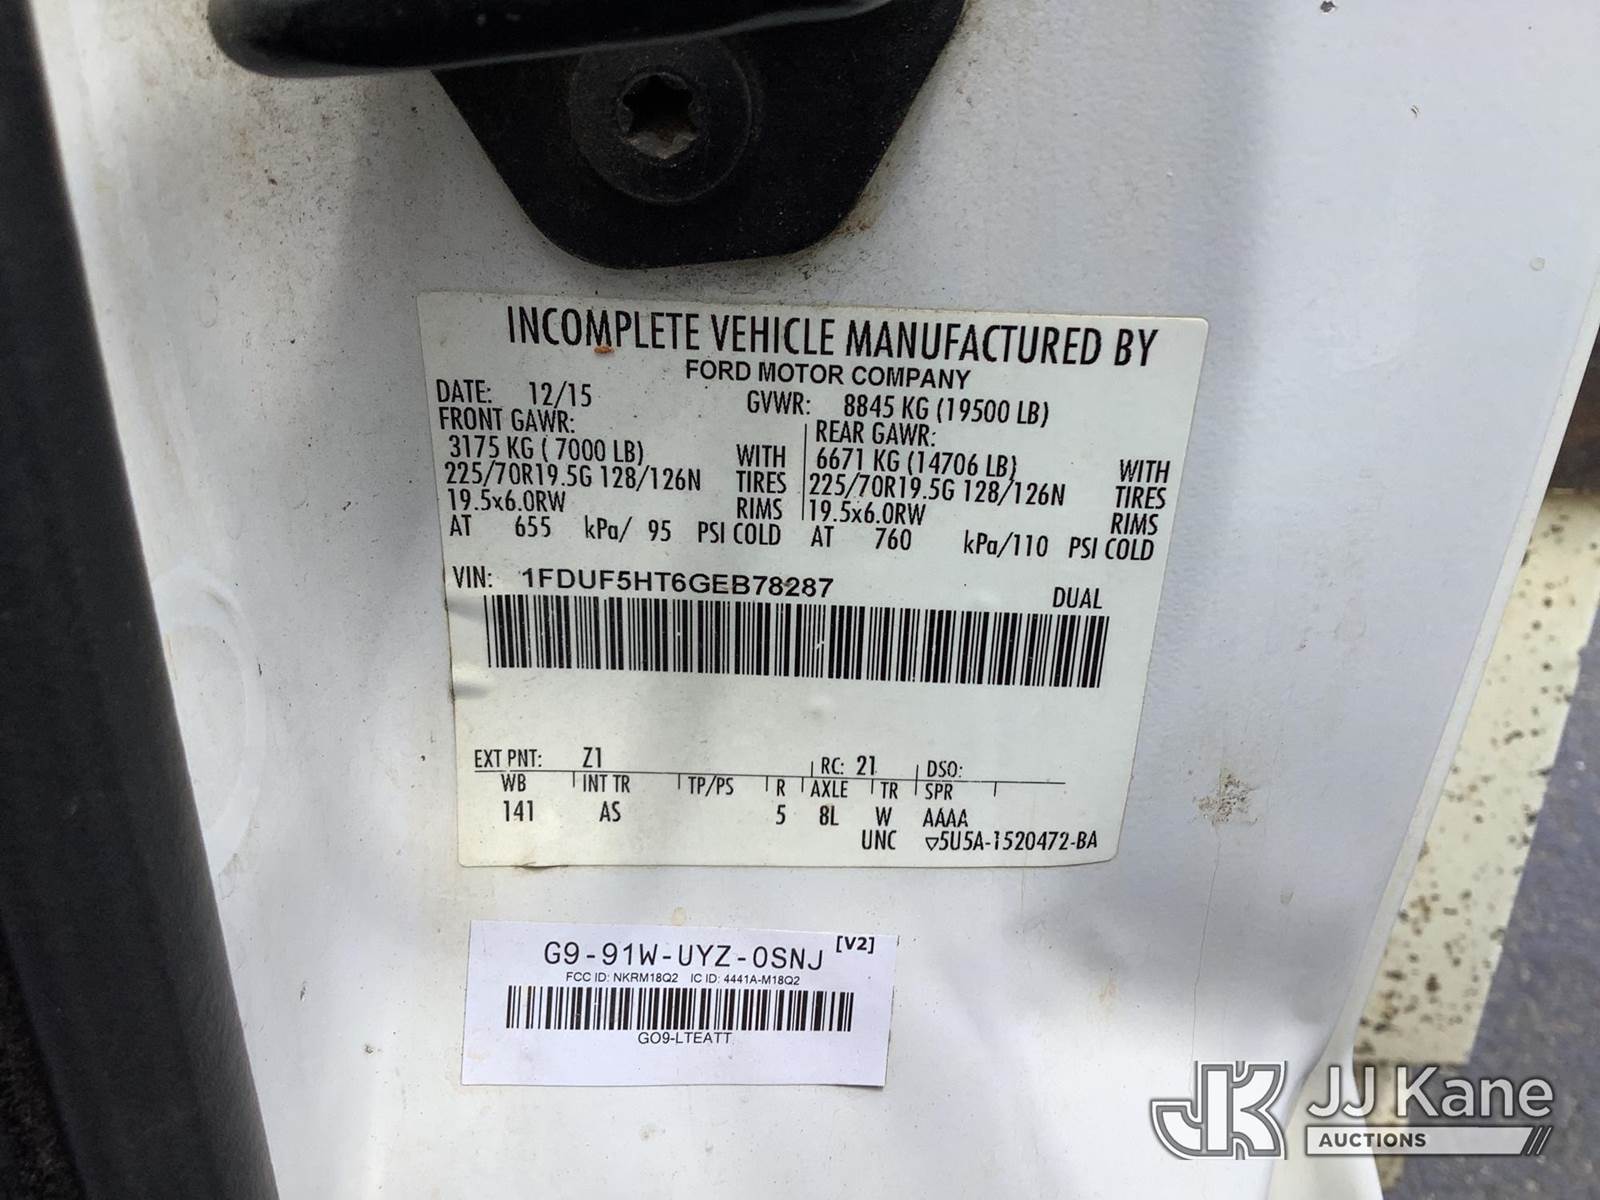 INCOMPLETE VEHICLE MANUFACTURED BY
FORD MOTOR COMPANY
DATE: 12/15 GVWR: 8845 KG (19500 LB)
FRONT GAWR: REAR GAWR:
3175 KG ( 7000 LB) WITH 6671 KG (14706 LB) WITH
225/70R19.5G 128/126N TIRES 225/70R19.5G 128/126N TIRES
19.5x6.0RW RIMS 19.5x6.0RW RIMS
AT 655 kPa/ 95 PSI COLD AT 760 kPa/110 PSI COLD
VIN: 1FDUF5HT6GEB78287 DUAL
EXT PNT: Z1 RC: 21 DSO:
WB INT TR TP/PS R AXLE TR SPR
141 AS 5 8L W AAAA
UNC ▽5U5A-1520472-BA
G9-91W-UYZ-0SNJ [V2]
FCC ID: NKRM18Q2 IC ID: 4441A-M18Q2
GO9-LTEATT
JK JJ Kane
AUCTIONS